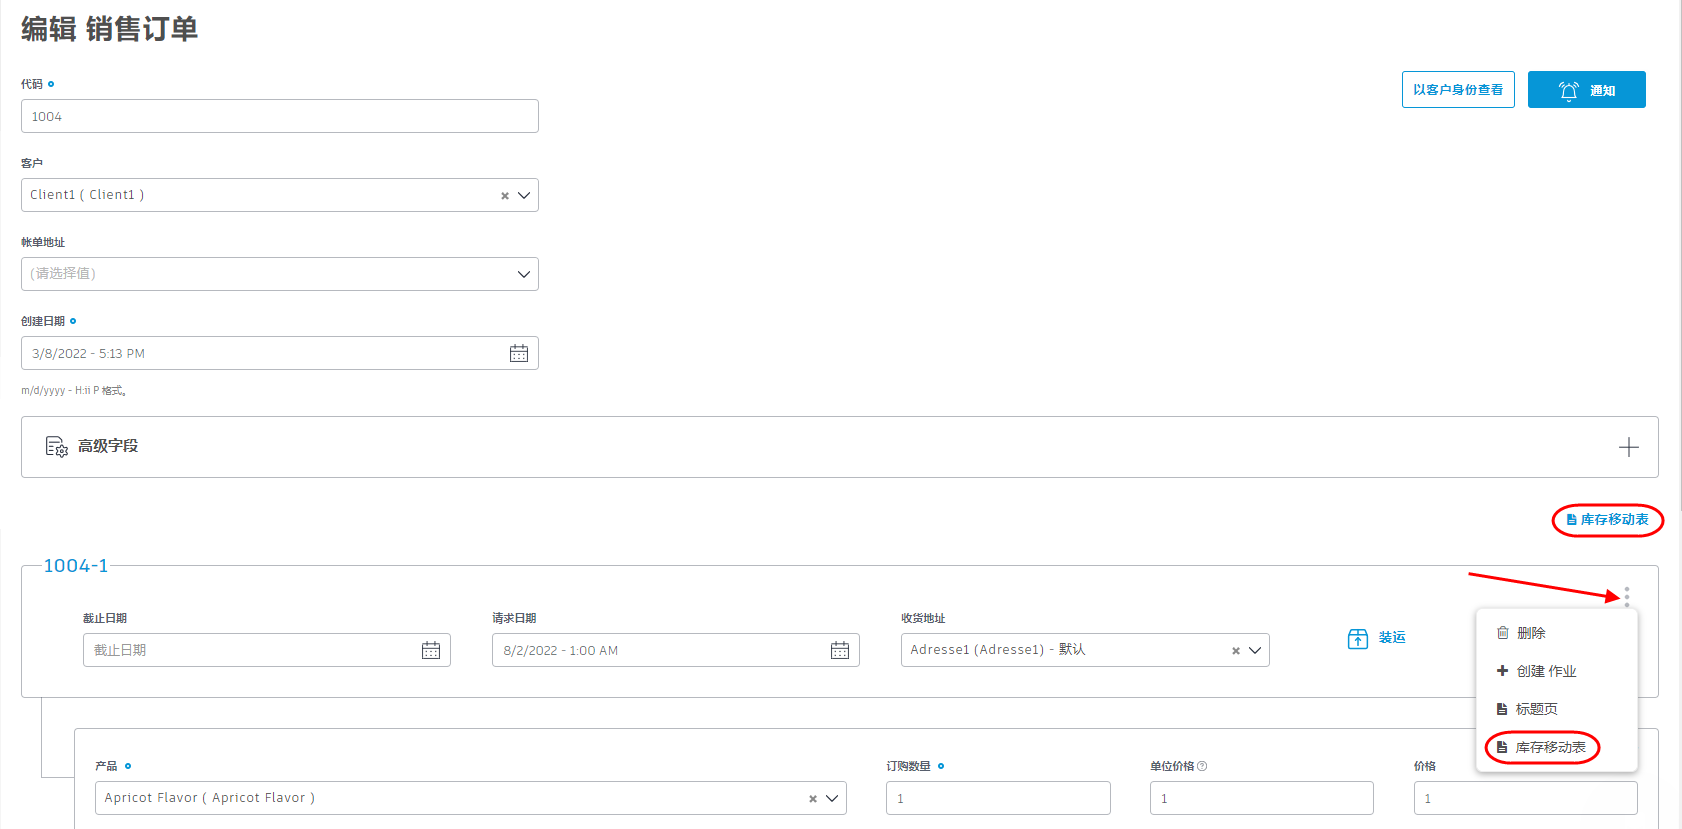 编辑 销售订单
代码
1004
以客户身份查看
通知
客户
Client1 ( Client1 )
帐单地址
(请选择值)
创建日期
3/8/2022 - 5:13 PM
m/d/yyyy - H:ii P 格式。
高级字段
库存移动表
1004-1
截止日期
请求日期
收货地址
截止日期
8/2/2022 - 1:00 AM
Adresse1 (Adresse1) - 默认
装运
删除
创建 作业
标题页
库存移动表
产品
订购数量
单位价格
价格
Apricot Flavor ( Apricot Flavor )
1
1
1